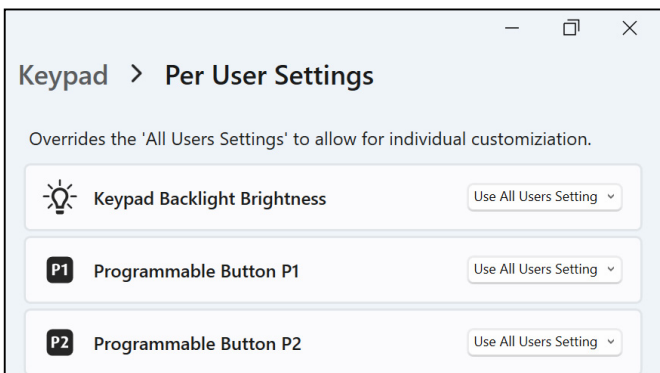 Keypad > Per User Settings
Overrides the 'All Users Settings' to allow for individual customiziation.
Keypad Backlight Brightness Use All Users Setting
P1 Programmable Button P1 Use All Users Setting
P2 Programmable Button P2 Use All Users Setting